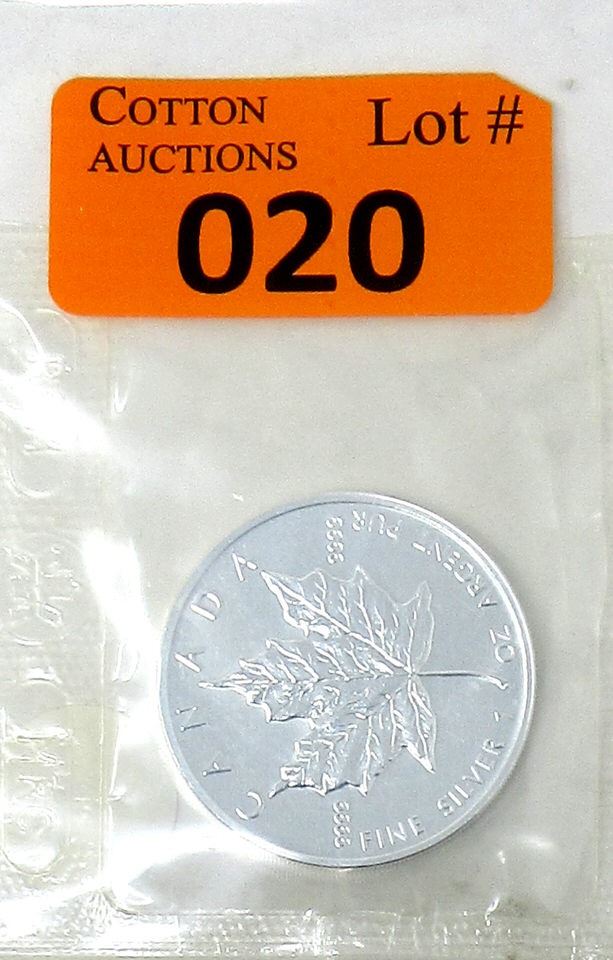 COTTON
AUCTIONS
Lot #
020
CANADA
9999
9999
FINE SILVER 1 OZ ARGENT PUR